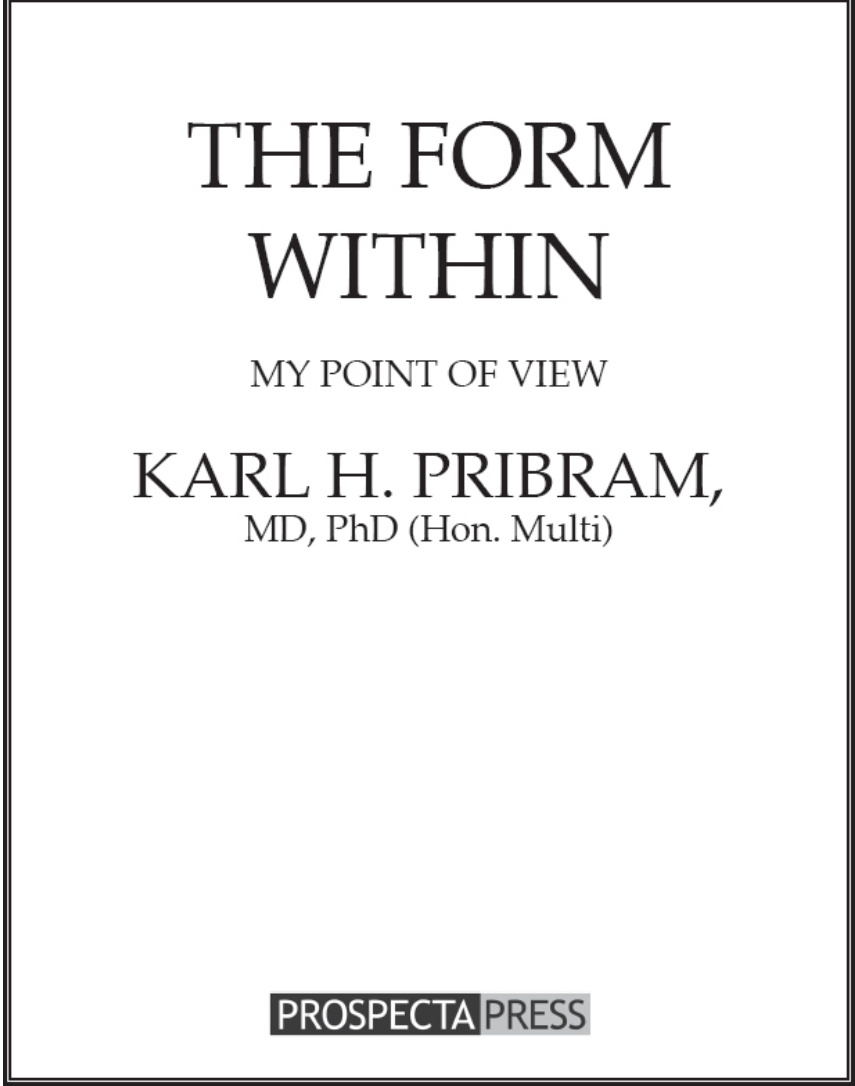 THE FORM
WITHIN
MY POINT OF VIEW
KARL H. PRIBRAM,
MD, PhD (Hon. Multi)
PROSPECTA PRESS